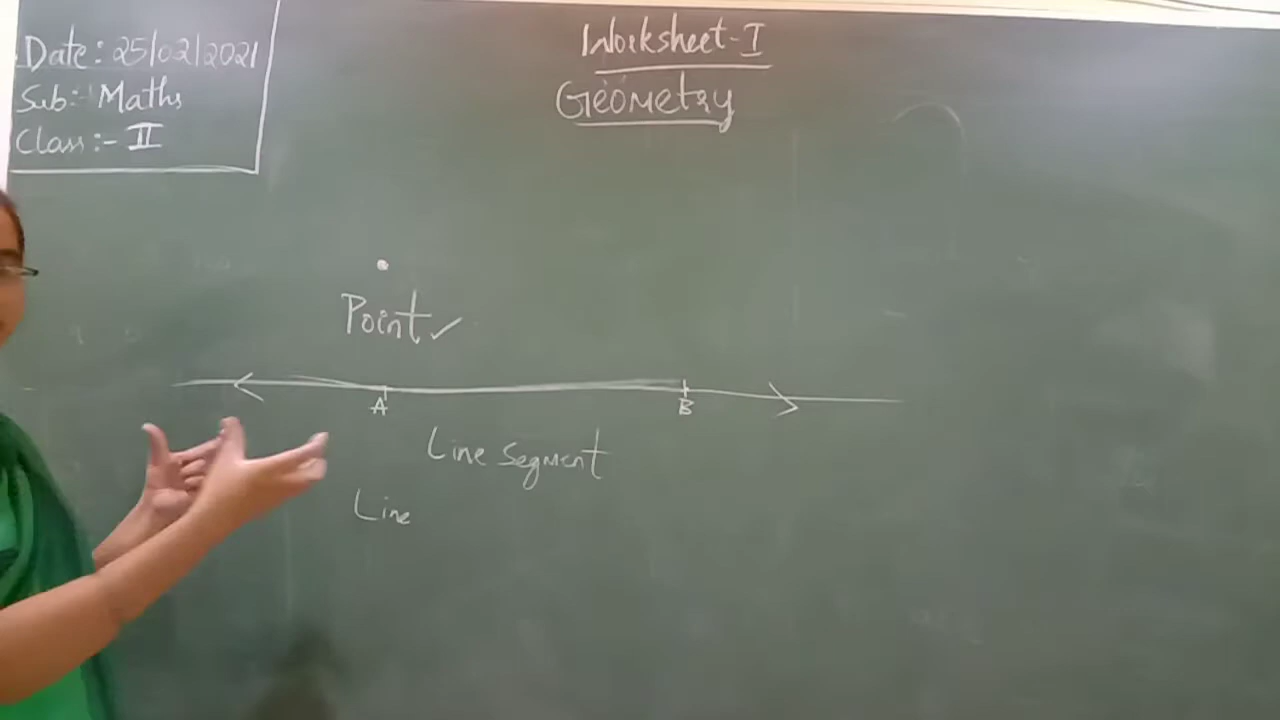 Date: 25/02/2021
Sub:- Maths
Class:- II
Worksheet-I
Geometry
Point
A B
Line Segment
Line